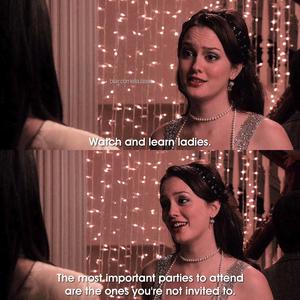 Watch and learn ladies.
The most important parties to attend
are the ones you're not invited to.